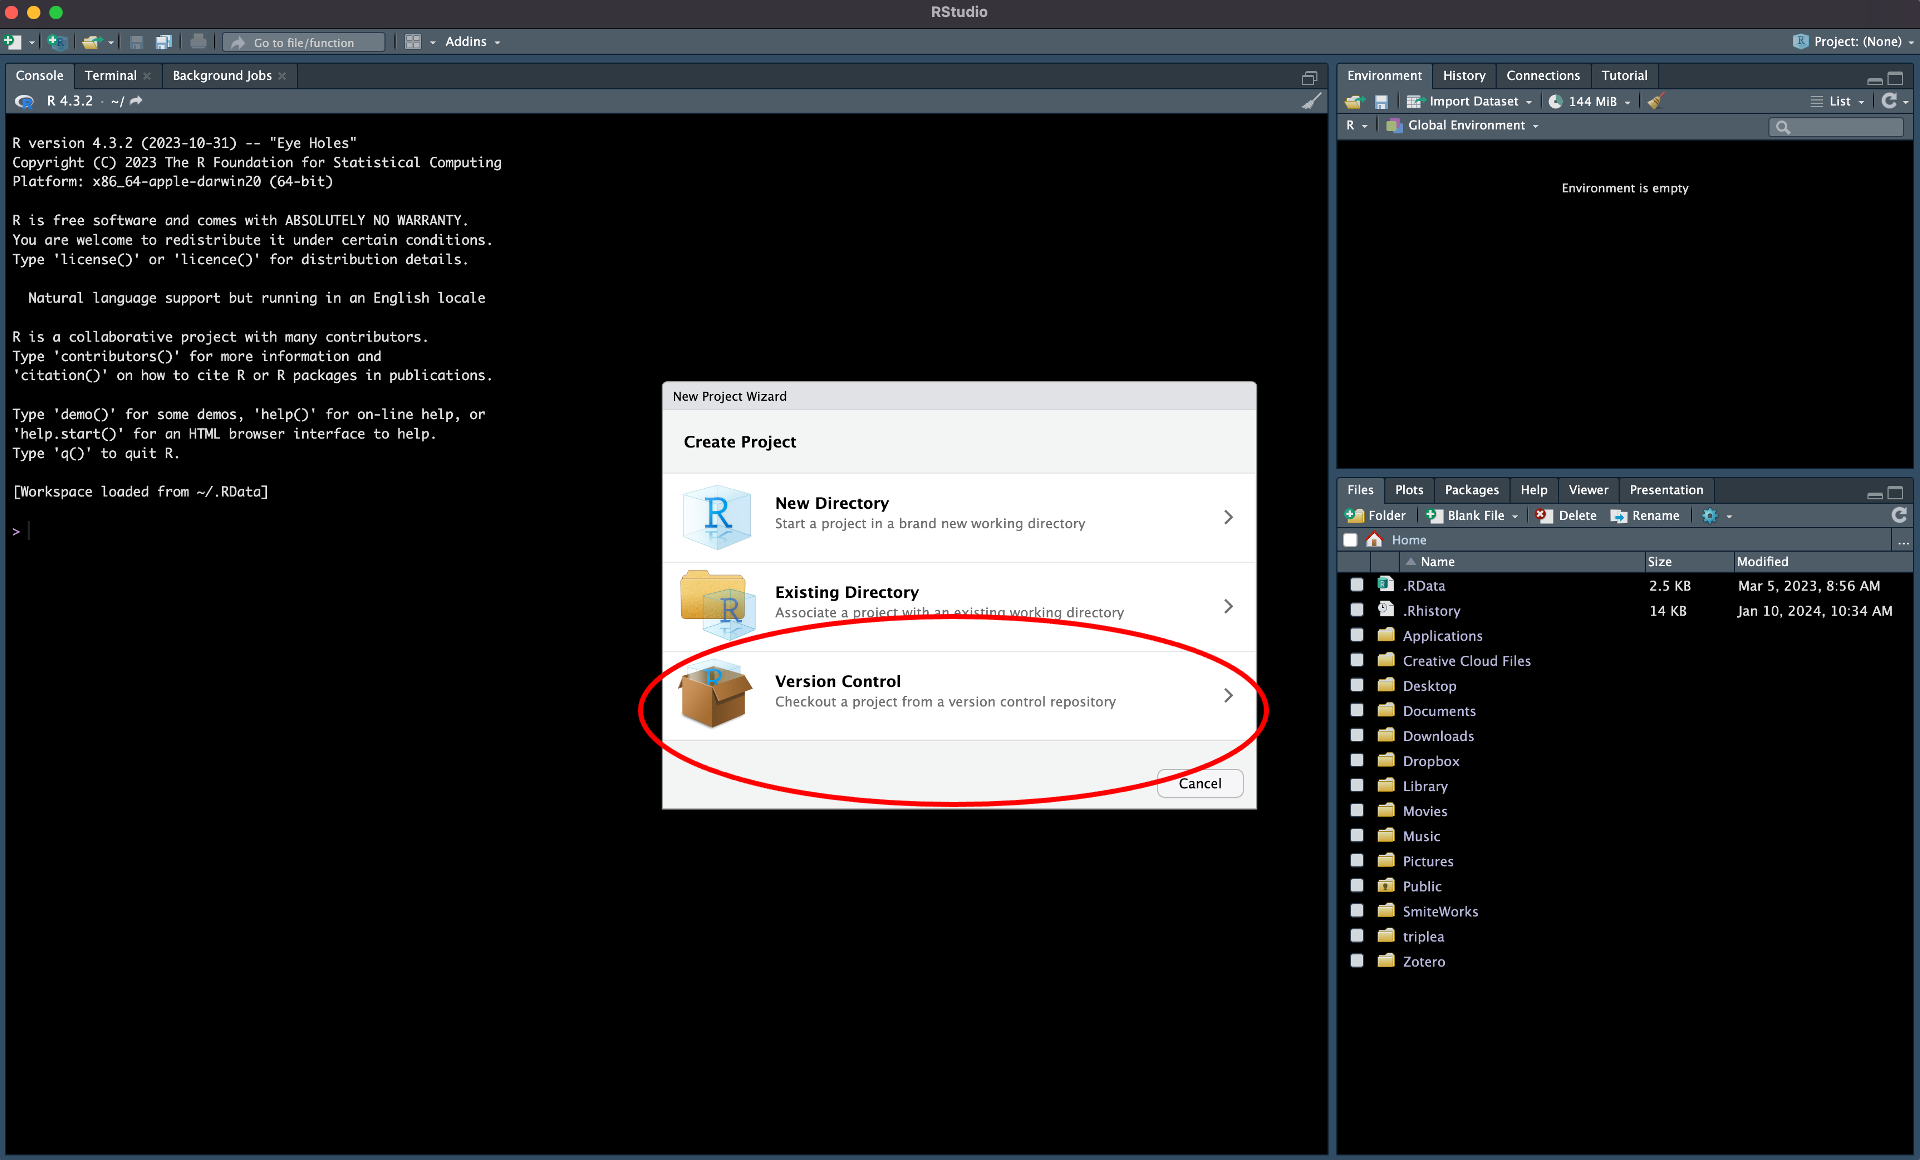 RStudio
Go to file/function
Addins
Project: (None)
Console Terminal Background Jobs
R 4.3.2 · ~/
R version 4.3.2 (2023-10-31) -- "Eye Holes"
Copyright (C) 2023 The R Foundation for Statistical Computing
Platform: x86_64-apple-darwin20 (64-bit)
R is free software and comes with ABSOLUTELY NO WARRANTY.
You are welcome to redistribute it under certain conditions.
Type 'license()' or 'licence()' for distribution details.
Natural language support but running in an English locale
R is a collaborative project with many contributors.
Type 'contributors()' for more information and
'citation()' on how to cite R or R packages in publications.
Type 'demo()' for some demos, 'help()' for on-line help, or
'help.start()' for an HTML browser interface to help.
Type 'q()' to quit R.
[Workspace loaded from ~/.RData]
>
New Project Wizard
Create Project
New Directory
Start a project in a brand new working directory
Existing Directory
Associate a project with an existing working directory
Version Control
Checkout a project from a version control repository
Cancel
Environment History Connections Tutorial
Import Dataset 144 MiB List
R Global Environment
Environment is empty
Files Plots Packages Help Viewer Presentation
Folder Blank File Delete Rename
Home ...
Name Size Modified
.RData 2.5 KB Mar 5, 2023, 8:56 AM
.Rhistory 14 KB Jan 10, 2024, 10:34 AM
Applications
Creative Cloud Files
Desktop
Documents
Downloads
Dropbox
Library
Movies
Music
Pictures
Public
SmiteWorks
triplea
Zotero